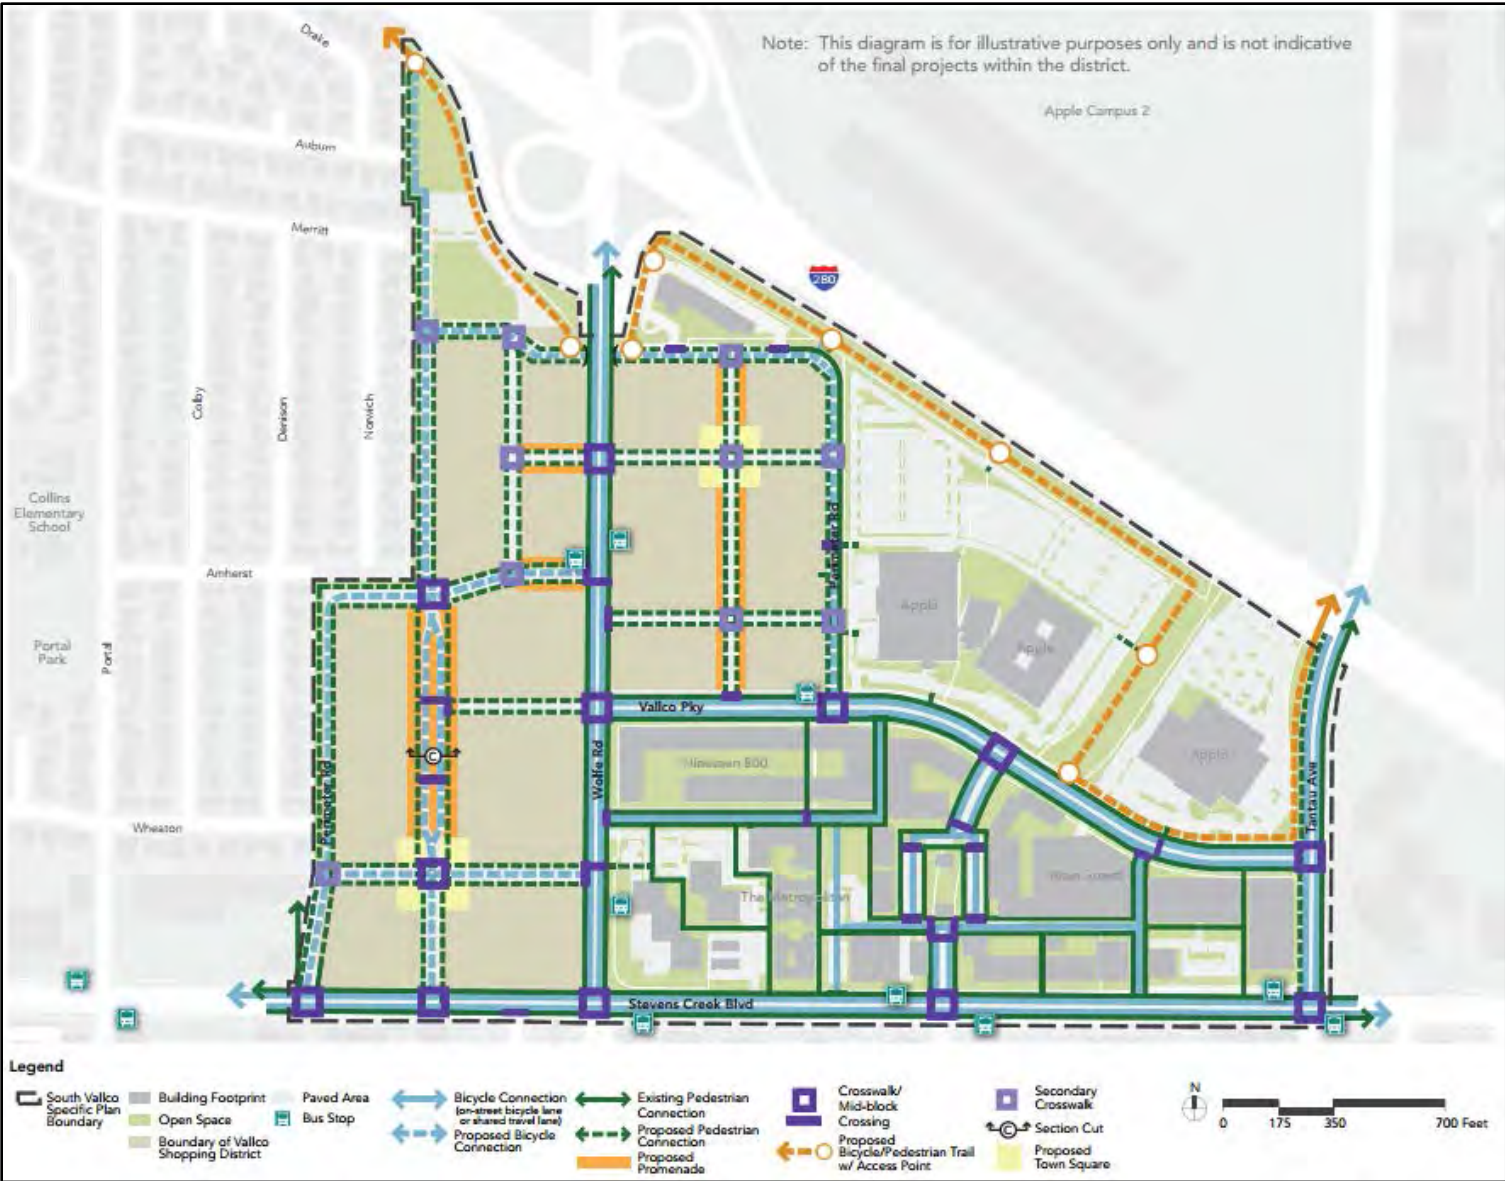 Drake
Note: This diagram is for illustrative purposes only and is not indicative
of the final projects within the district.
Apple Campus 2
Auburn
Merritt
280
Colby
Denison
Norwich
Collins
Elementary
School
Perimeter Rd
Amherst
Apple
Apple
Portal
Park
Portal
Vallco Pky
C
Apple
Wolfe Rd
Perimeter Rd
Tantau Ave
Wheaton
The Metropolitan
Stevens Creek Blvd
Legend
South Vallco
Specific Plan
Boundary
Building Footprint
Open Space
Boundary of Vallco
Shopping District
Paved Area
Bus Stop
Bicycle Connection
(on-street bicycle lane
or shared travel lane)
Proposed Bicycle
Connection
Existing Pedestrian
Connection
Proposed Pedestrian
Connection
Proposed
Promenade
Crosswalk/
Mid-block
Crossing
Proposed
Bicycle/Pedestrian Trail
w/ Access Point
Secondary
Crosswalk
C
Section Cut
Proposed
Town Square
N
0 175 350 700 Feet